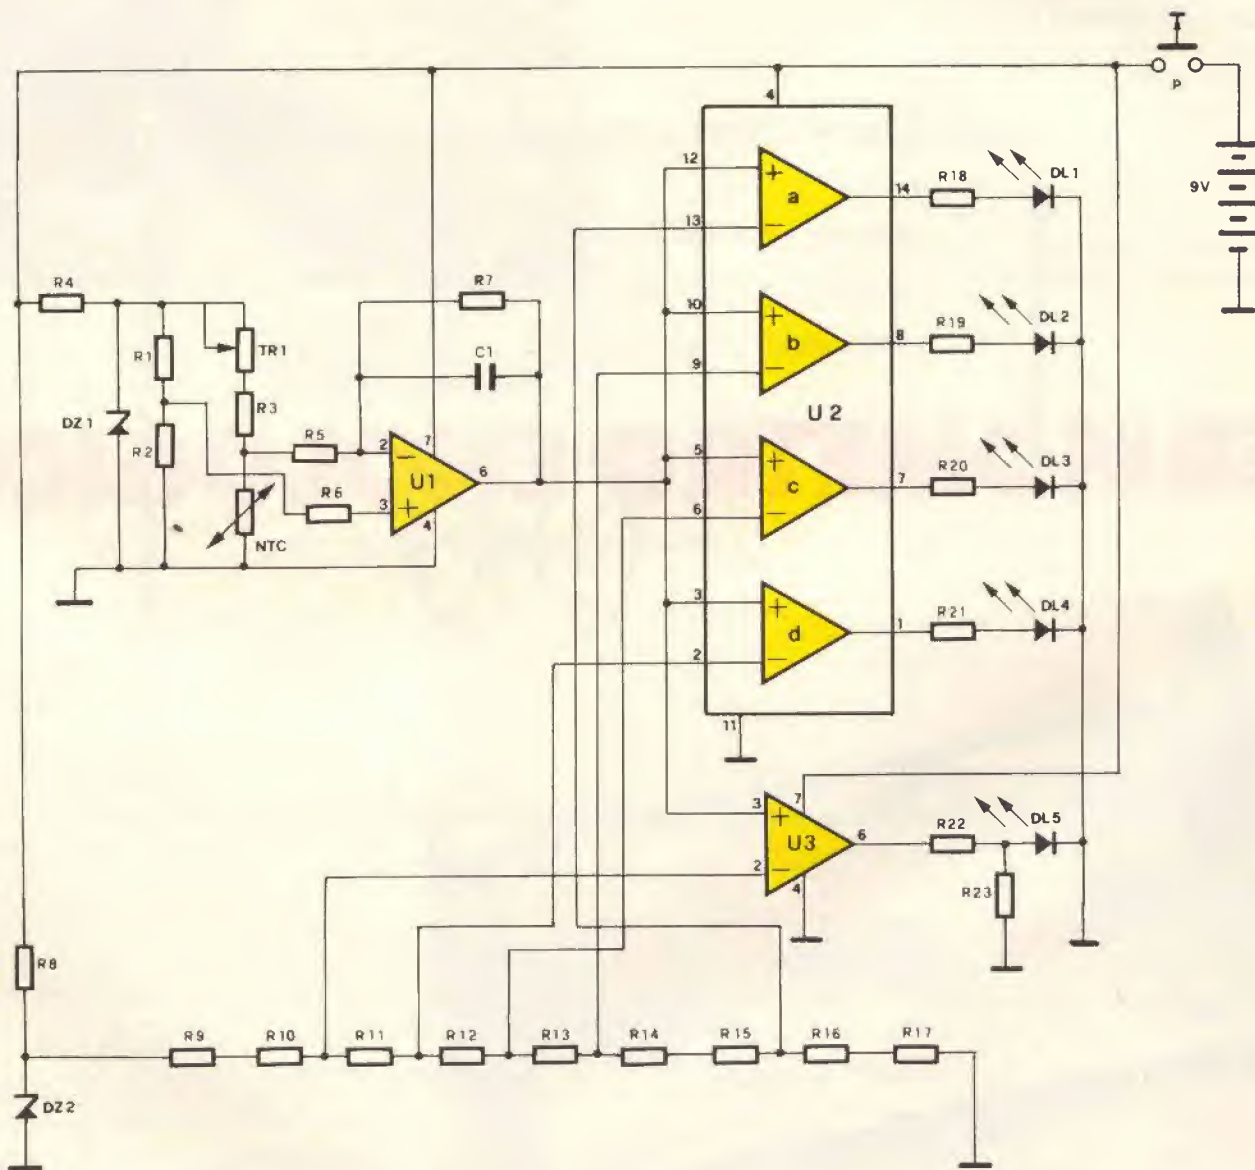 P
4
12
a
14
R18
DL1
9V
13
R4
R7
10
b
8
R19
DL2
R1
TR1
C1
9
DZ1
R3
U2
R2
R5
2
7
U1
6
5
c
7
R20
DL3
R6
3
4
6
NTC
3
d
1
R21
DL4
2
11
3
7
U3
6
R22
DL5
2
4
R23
R8
R9
R10
R11
R12
R13
R14
R15
R16
R17
DZ2